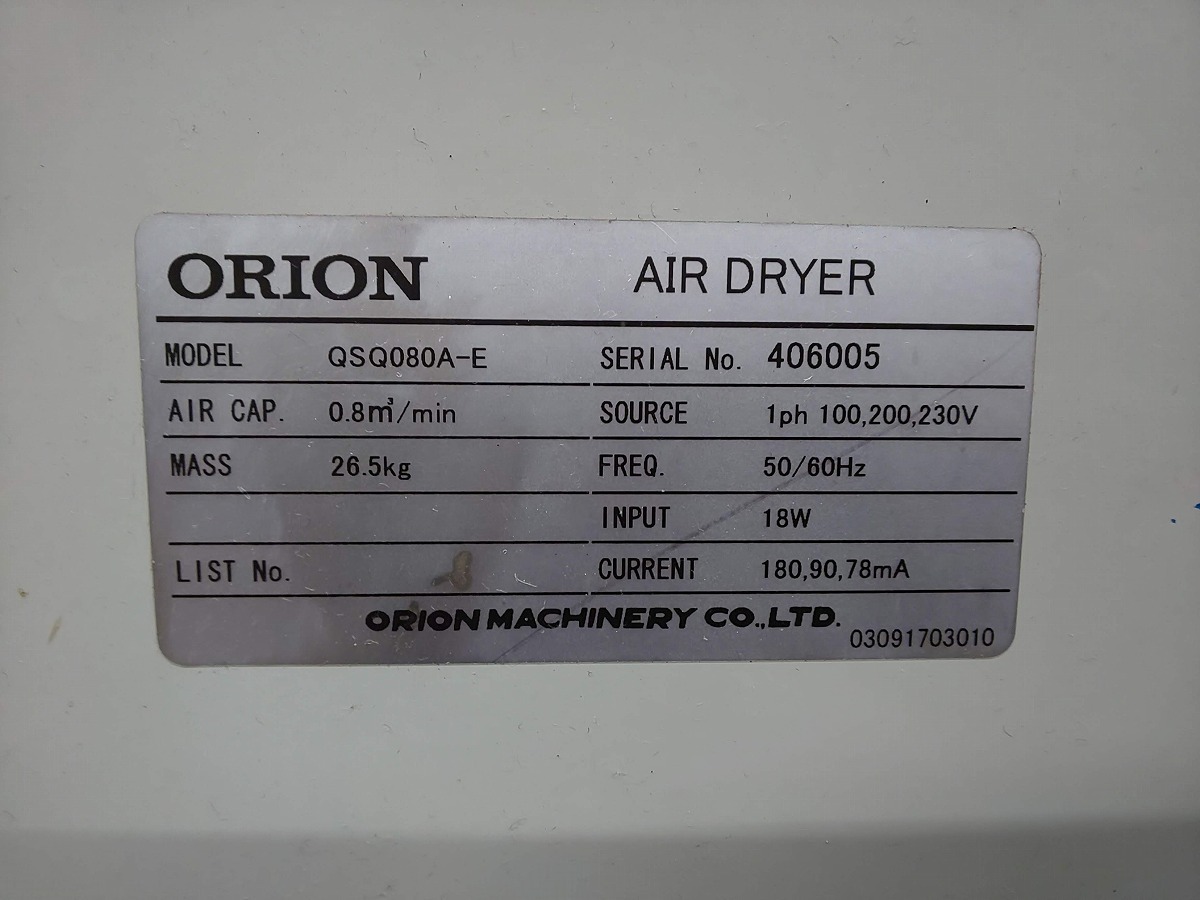 ORION AIR DRYER
MODEL QSQ080A-E SERIAL No. 406005
AIR CAP. 0.8m³/min SOURCE 1ph 100,200,230V
MASS 26.5kg FREQ. 50/60Hz
INPUT 18W
LIST No. CURRENT 180,90,78mA
ORION MACHINERY CO.,LTD.
03091703010